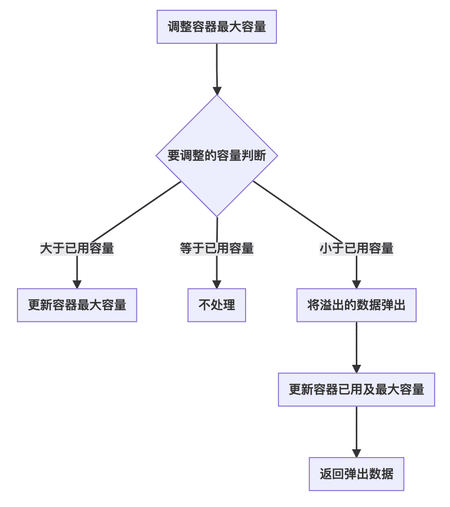 调整容器最大容量
要调整的容量判断
大于已用容量
等于已用容量
小于已用容量
更新容器最大容量
不处理
将溢出的数据弹出
更新容器已用及最大容量
返回弹出数据